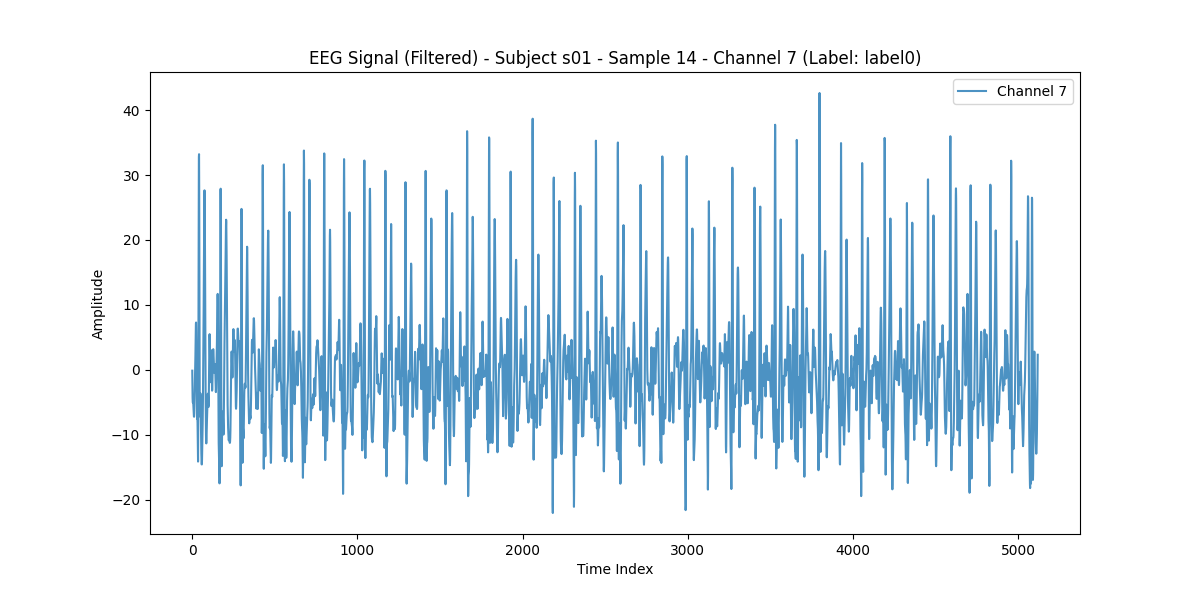 EEG Signal (Filtered) - Subject s01 - Sample 14 - Channel 7 (Label: label0)
Channel 7
40
30
20
10
0
−10
−20
Amplitude
0 1000 2000 3000 4000 5000
Time Index